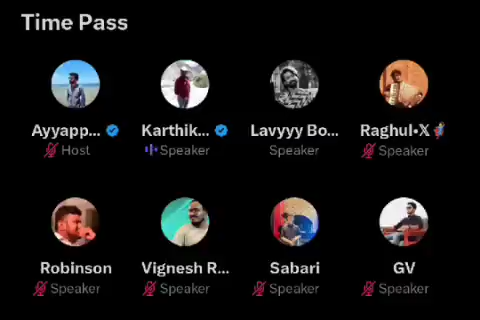 Time Pass
Ayyapp... Karthik... Lavyyy Bo... Raghul•𝕏
Host Speaker Speaker Speaker
Robinson Vignesh R... Sabari GV
Speaker Speaker Speaker Speaker